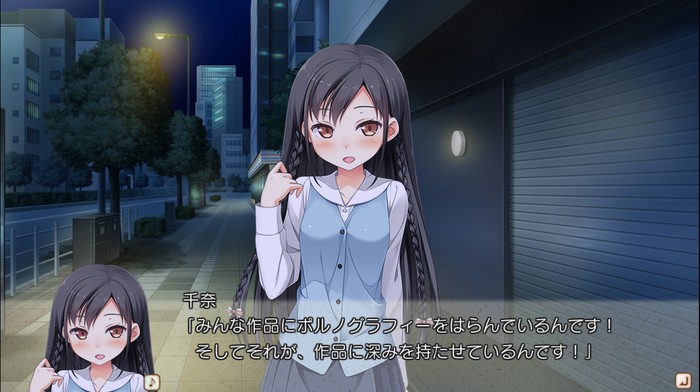 千奈
「みんな作品にポルノグラフィーをはらんでいるんです！
そしてそれが、作品に深みを持たせているんです！」